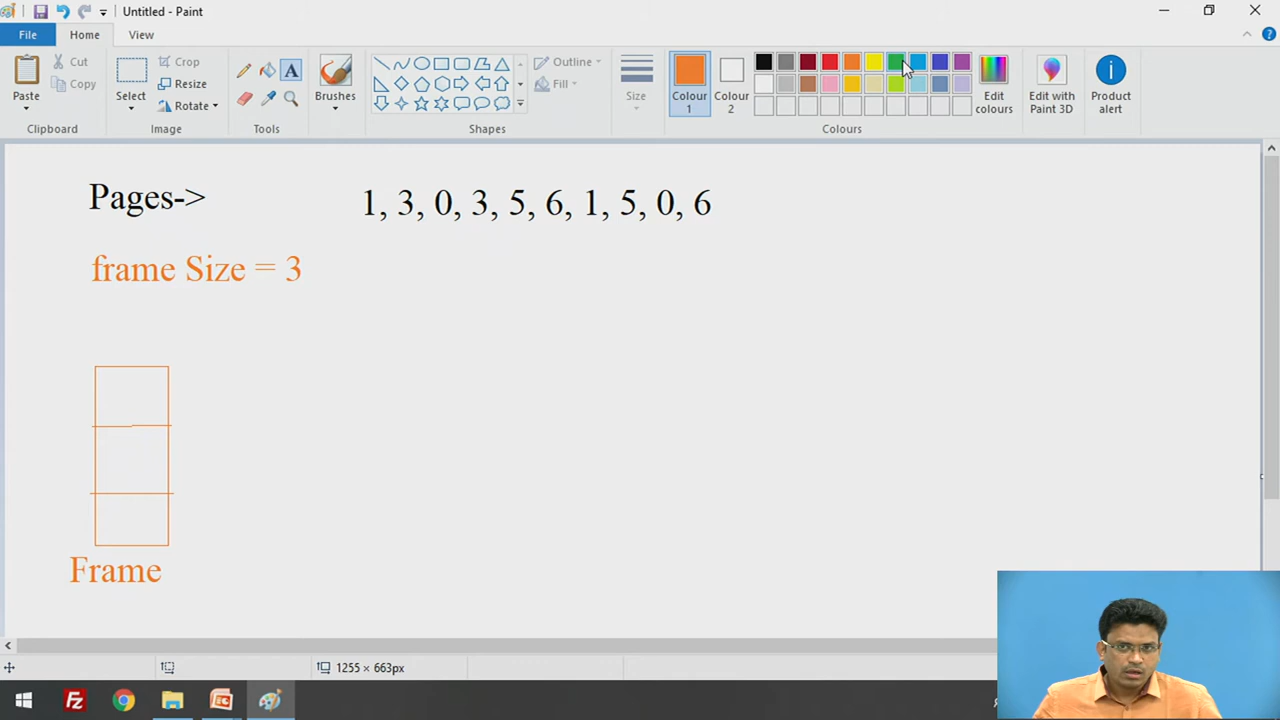 Untitled - Paint
File Home View
Paste
Cut
Copy
Clipboard
Select
Crop
Resize
Rotate
Image
A
Tools
Brushes
Shapes
Outline
Fill
Size
Colour 1
Colour 2
Edit colours
Colours
Edit with Paint 3D
Product alert
Pages-> 1, 3, 0, 3, 5, 6, 1, 5, 0, 6
frame Size = 3
Frame
1255 × 663px
Fz